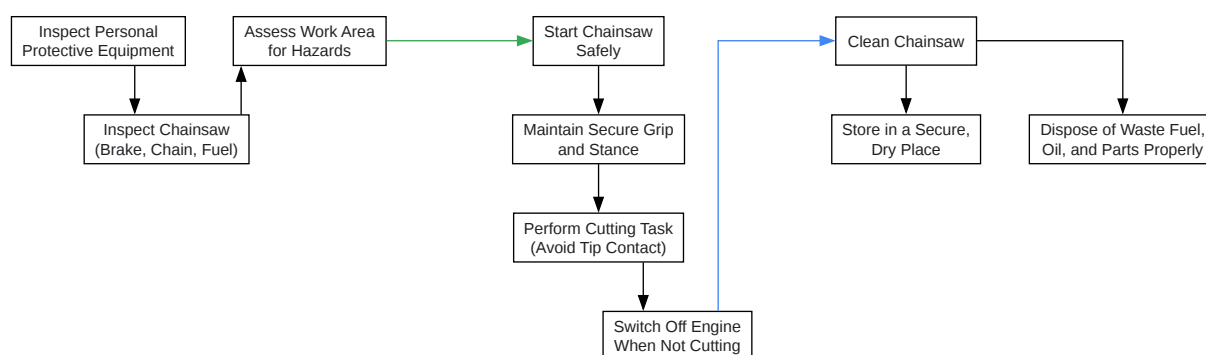 Inspect Personal
Protective Equipment
Inspect Chainsaw
(Brake, Chain, Fuel)
Assess Work Area
for Hazards
Start Chainsaw
Safely
Maintain Secure Grip
and Stance
Perform Cutting Task
(Avoid Tip Contact)
Switch Off Engine
When Not Cutting
Clean Chainsaw
Store in a Secure,
Dry Place
Dispose of Waste Fuel,
Oil, and Parts Properly